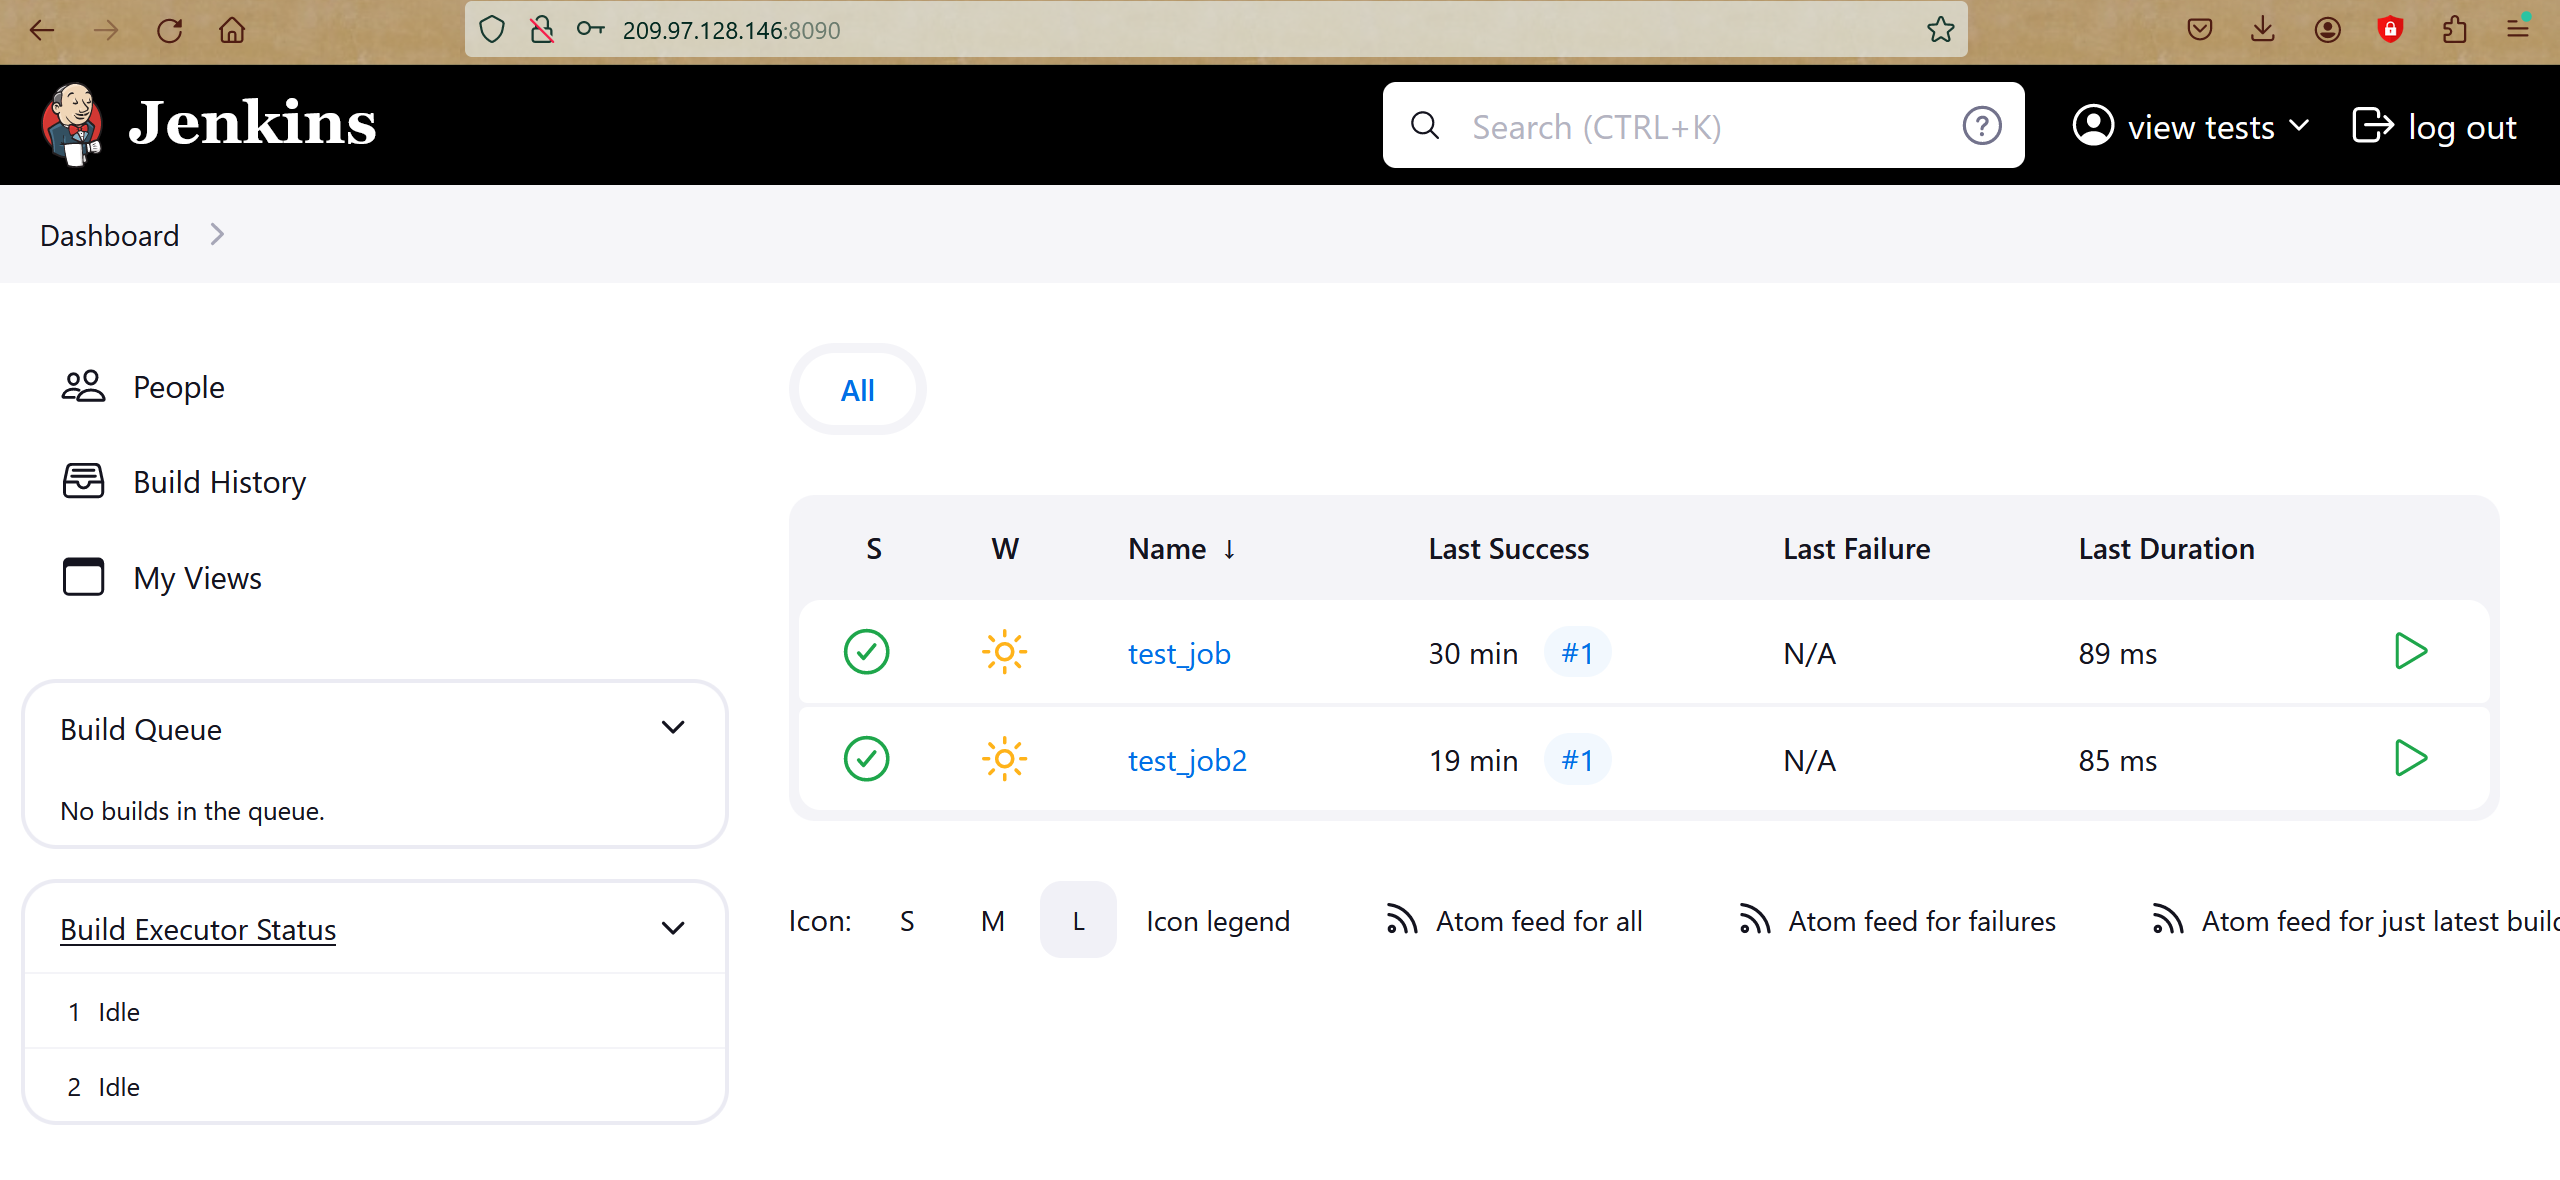 209.97.128.146:8090
Jenkins
Search (CTRL+K)
view tests
log out
Dashboard
People
Build History
My Views
Build Queue
No builds in the queue.
Build Executor Status
1 Idle
2 Idle
All
S W Name ↓ Last Success Last Failure Last Duration
test_job 30 min #1 N/A 89 ms
test_job2 19 min #1 N/A 85 ms
Icon: S M L Icon legend Atom feed for all Atom feed for failures Atom feed for just latest builc